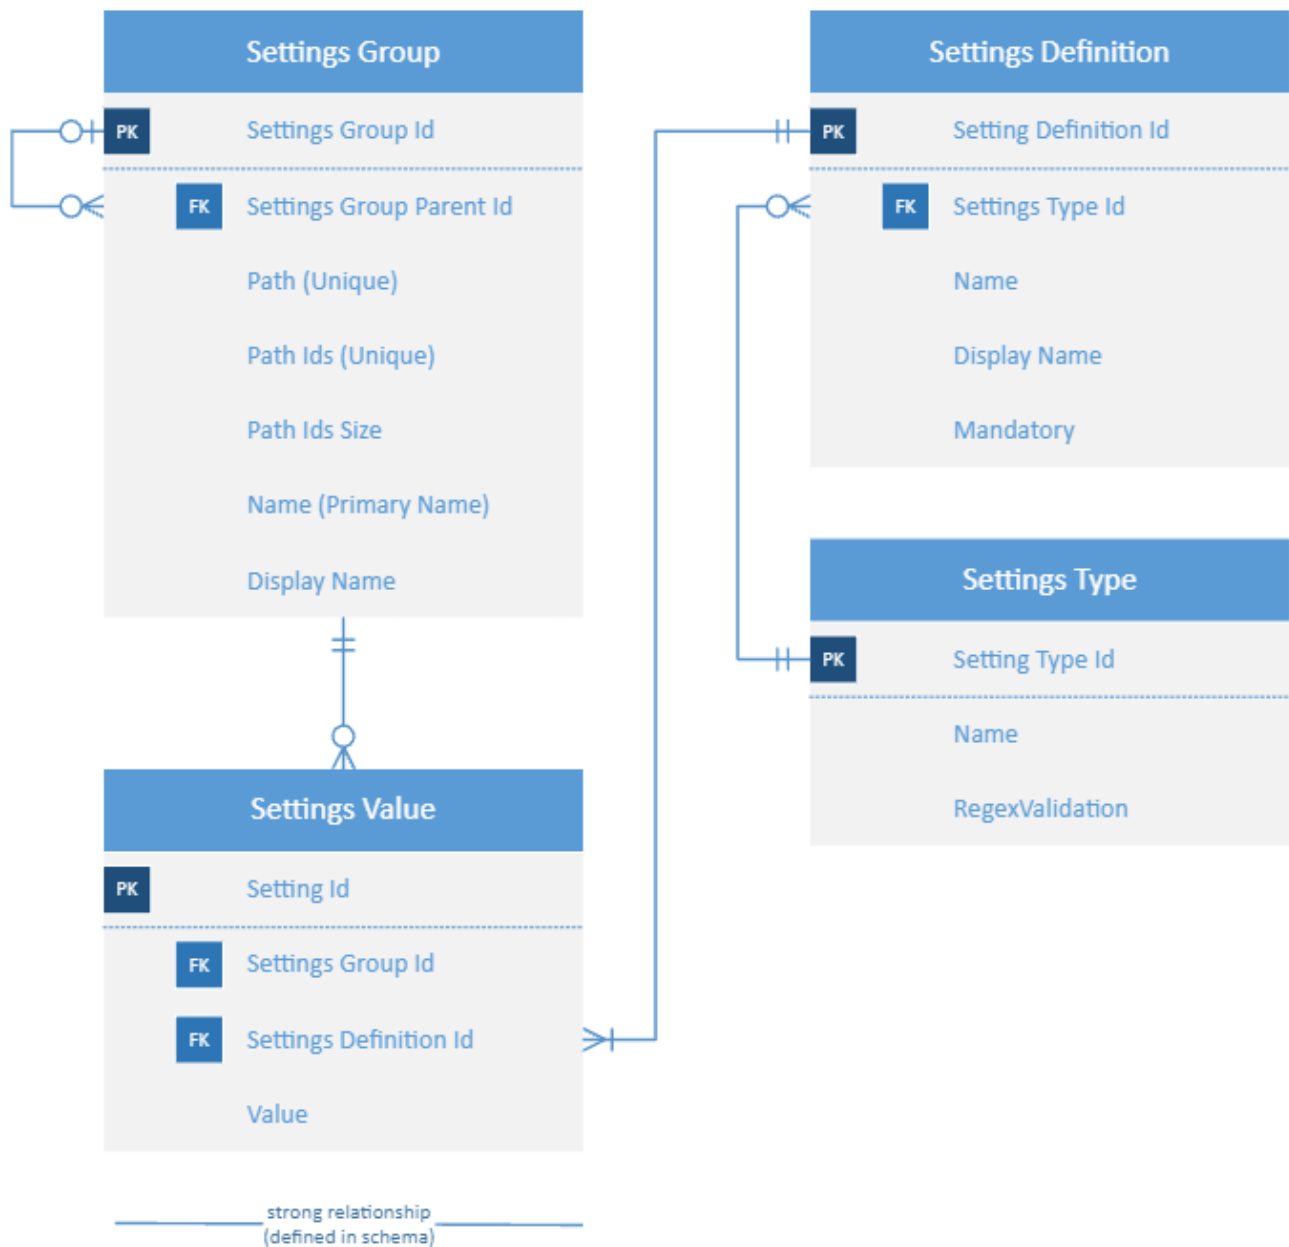 Settings Group
PK Settings Group Id
FK Settings Group Parent Id
Path (Unique)
Path Ids (Unique)
Path Ids Size
Name (Primary Name)
Display Name
Settings Definition
PK Setting Definition Id
FK Settings Type Id
Name
Display Name
Mandatory
Settings Type
PK Setting Type Id
Name
RegexValidation
Settings Value
PK Setting Id
FK Settings Group Id
FK Settings Definition Id
Value
strong relationship
(defined in schema)